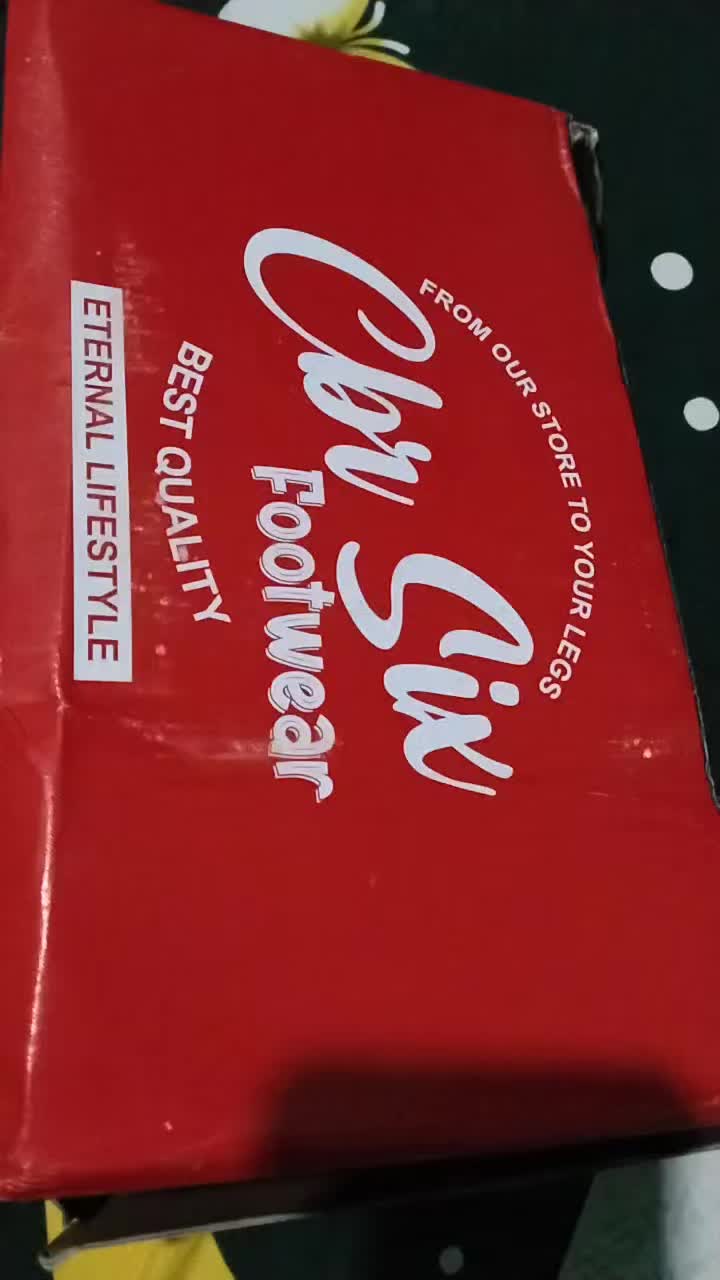 FROM OUR STORE TO YOUR LEGS
Cbr Six
Footwear
BEST QUALITY
ETERNAL LIFESTYLE